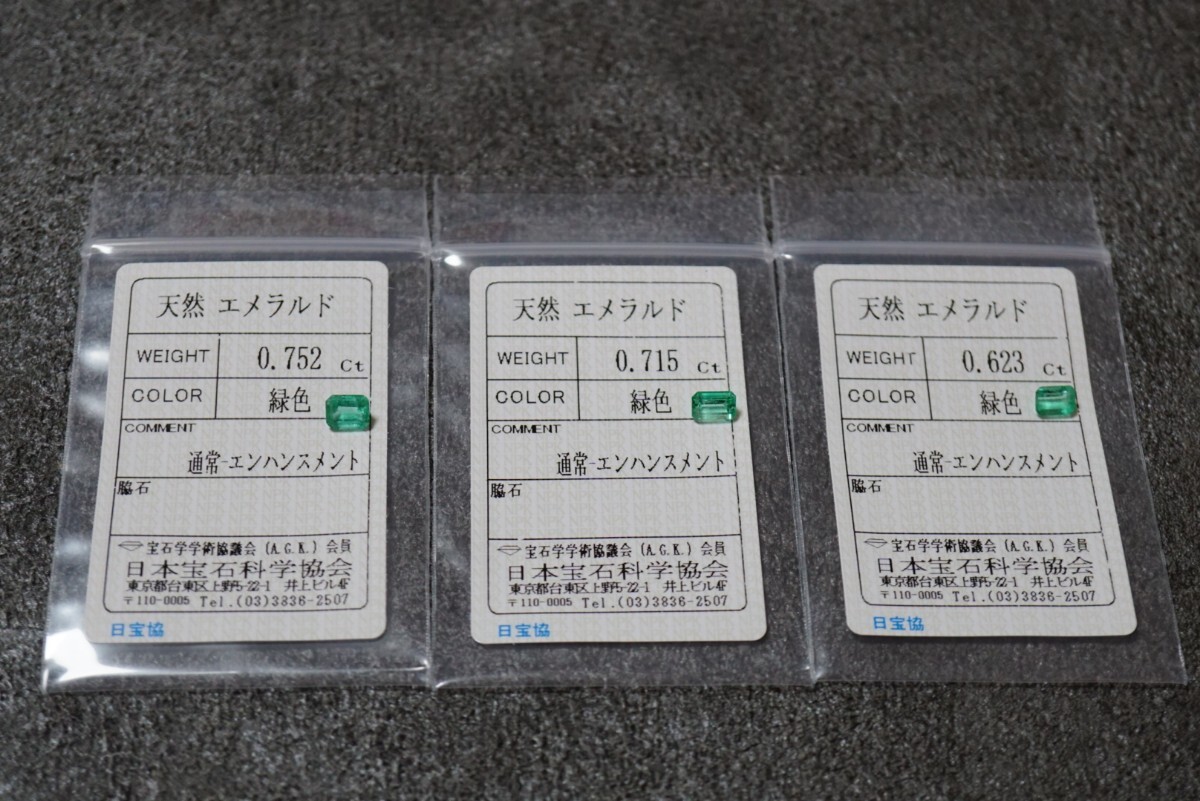 天然 エメラルド
WEIGHT 0.752 Ct
COLOR 緑色
COMMENT
通常-エンハンスメント
脇石
宝石学学術協議会 (A.G.K.) 会員
日本宝石科学協会
東京都台東区上野5-22-1 井上ビル4F
〒110-0005 Tel.(03)3836-2507
日宝協
天然 エメラルド
WEIGHT 0.715 Ct
COLOR 緑色
COMMENT
通常-エンハンスメント
脇石
宝石学学術協議会 (A.G.K.) 会員
日本宝石科学協会
東京都台東区上野5-22-1 井上ビル4F
〒110-0005 Tel.(03)3836-2507
日宝協
天然 エメラルド
WEIGHT 0.623 Ct
COLOR 緑色
COMMENT
通常-エンハンスメント
脇石
宝石学学術協議会 (A.G.K.) 会員
日本宝石科学協会
東京都台東区上野5-22-1 井上ビル4F
〒110-0005 Tel.(03)3836-2507
日宝協